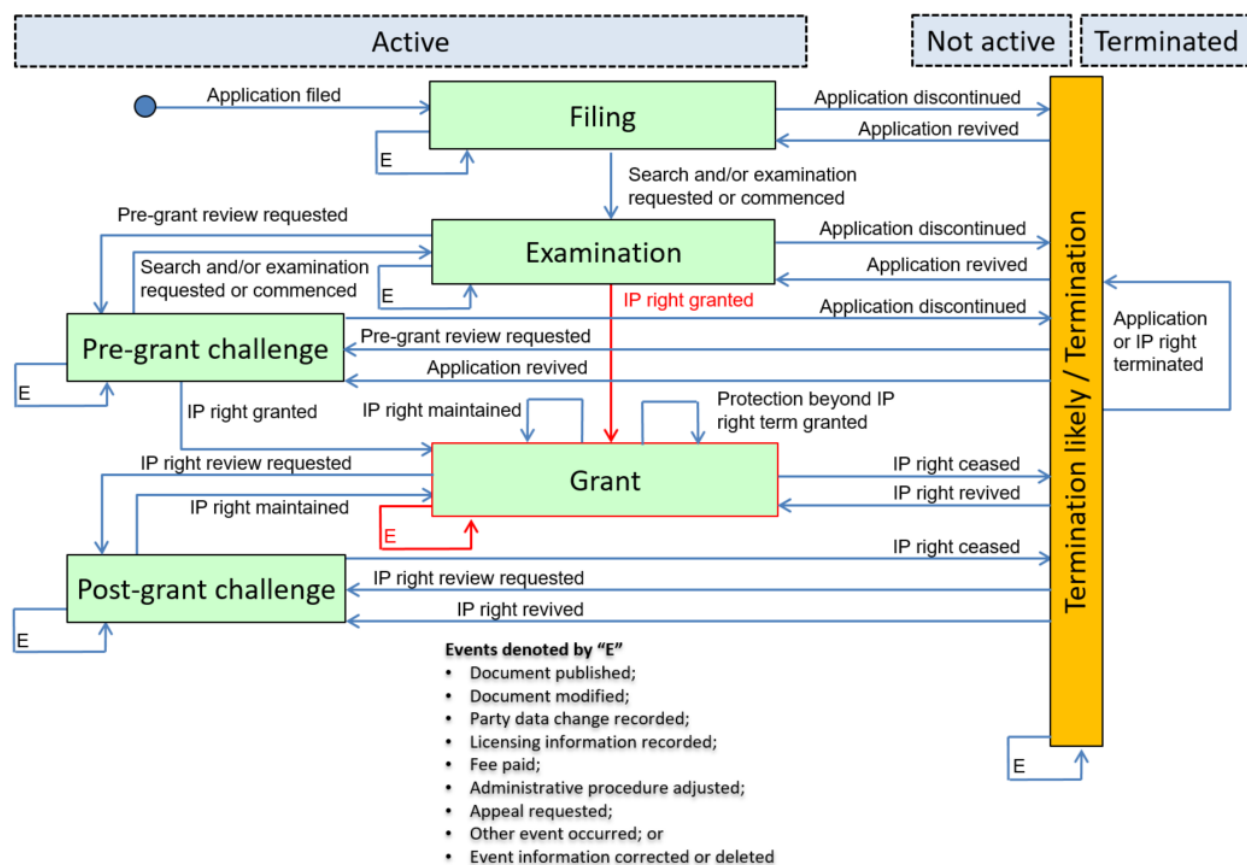 Active
Not active
Terminated
Application filed
Filing
Application discontinued
Application revived
E
Search and/or examination
requested or commenced
Pre-grant review requested
Examination
Application discontinued
Search and/or examination
requested or commenced
E
Application revived
IP right granted
Application discontinued
Pre-grant challenge
Pre-grant review requested
Application
or IP right
terminated
E
Application revived
IP right granted
IP right maintained
Protection beyond IP
right term granted
IP right review requested
Grant
IP right ceased
IP right maintained
IP right revived
E
IP right ceased
Post-grant challenge
IP right review requested
IP right revived
E
Termination likely / Termination
Events denoted by “E”
• Document published;
• Document modified;
• Party data change recorded;
• Licensing information recorded;
• Fee paid;
• Administrative procedure adjusted;
• Appeal requested;
• Other event occurred; or
• Event information corrected or deleted
E